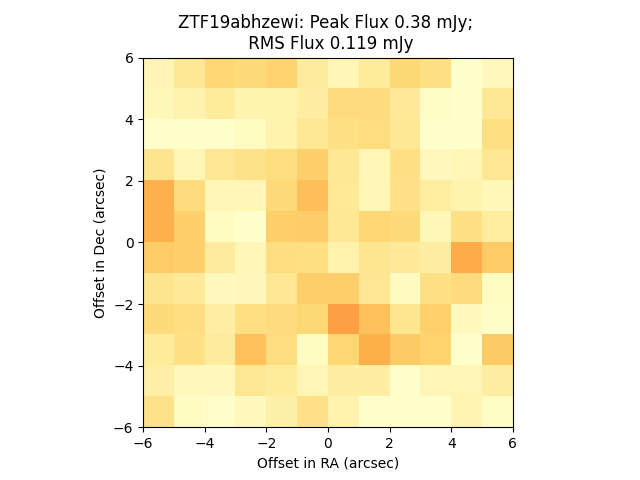 ZTF19abhzewi: Peak Flux 0.38 mJy;
RMS Flux 0.119 mJy
6
4
2
0
−2
−4
−6
Offset in Dec (arcsec)
−6 −4 −2 0 2 4 6
Offset in RA (arcsec)